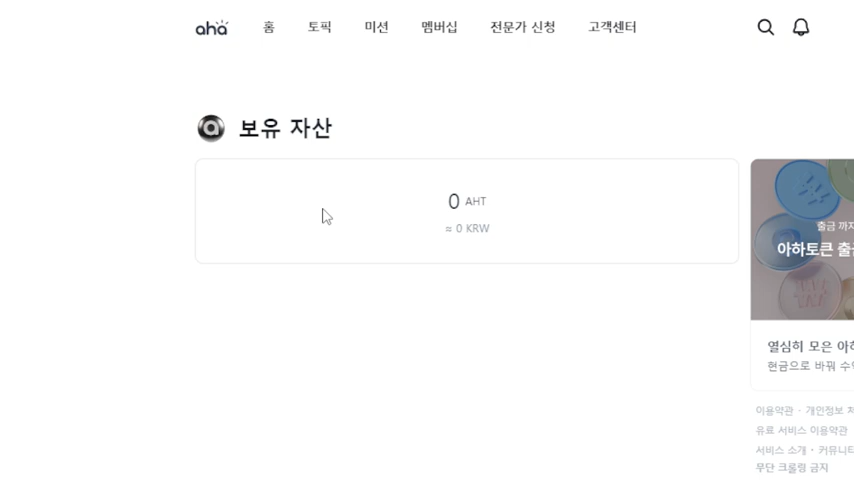 aha 홈 토픽 미션 멤버십 전문가 신청 고객센터
보유 자산
0 AHT
≈ 0 KRW
출금 까지
아하토큰 출금
열심히 모은 아하
현금으로 바꿔 수익
이용약관 · 개인정보 처
유료 서비스 이용약관
서비스 소개 · 커뮤니티
무단 크롤링 금지